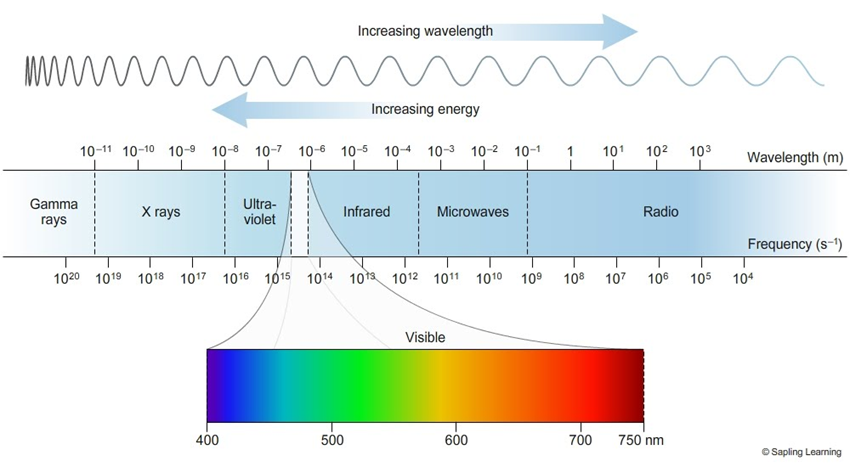 Increasing wavelength
Increasing energy
10⁻¹¹ 10⁻¹⁰ 10⁻⁹ 10⁻⁸ 10⁻⁷ 10⁻⁶ 10⁻⁵ 10⁻⁴ 10⁻³ 10⁻² 10⁻¹ 1 10¹ 10² 10³ Wavelength (m)
Gamma rays X rays Ultra-violet Infrared Microwaves Radio
Frequency (s⁻¹)
10²⁰ 10¹⁹ 10¹⁸ 10¹⁷ 10¹⁶ 10¹⁵ 10¹⁴ 10¹³ 10¹² 10¹¹ 10¹⁰ 10⁹ 10⁸ 10⁷ 10⁶ 10⁵ 10⁴
Visible
400 500 600 700 750 nm
© Sapling Learning